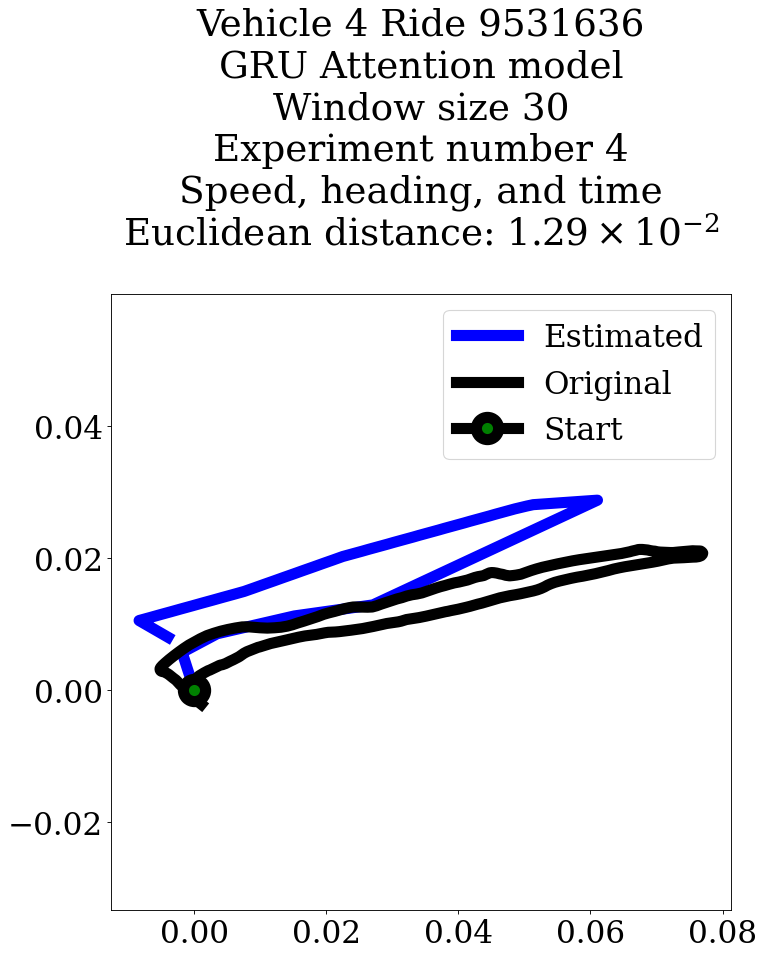 Vehicle 4 Ride 9531636
GRU Attention model
Window size 30
Experiment number 4
Speed, heading, and time
Euclidean distance: 1.29 × 10⁻²
Estimated
Original
Start
0.04
0.02
0.00
−0.02
0.00 0.02 0.04 0.06 0.08